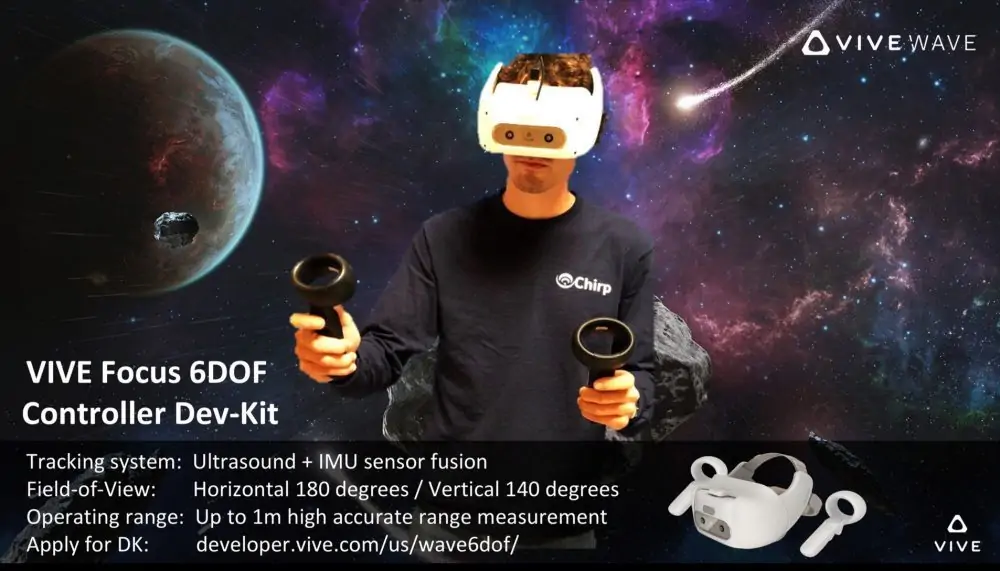 VIVE WAVE
Chirp
VIVE Focus 6DOF
Controller Dev-Kit
Tracking system: Ultrasound + IMU sensor fusion
Field-of-View: Horizontal 180 degrees / Vertical 140 degrees
Operating range: Up to 1m high accurate range measurement
Apply for DK: developer.vive.com/us/wave6dof/
VIVE